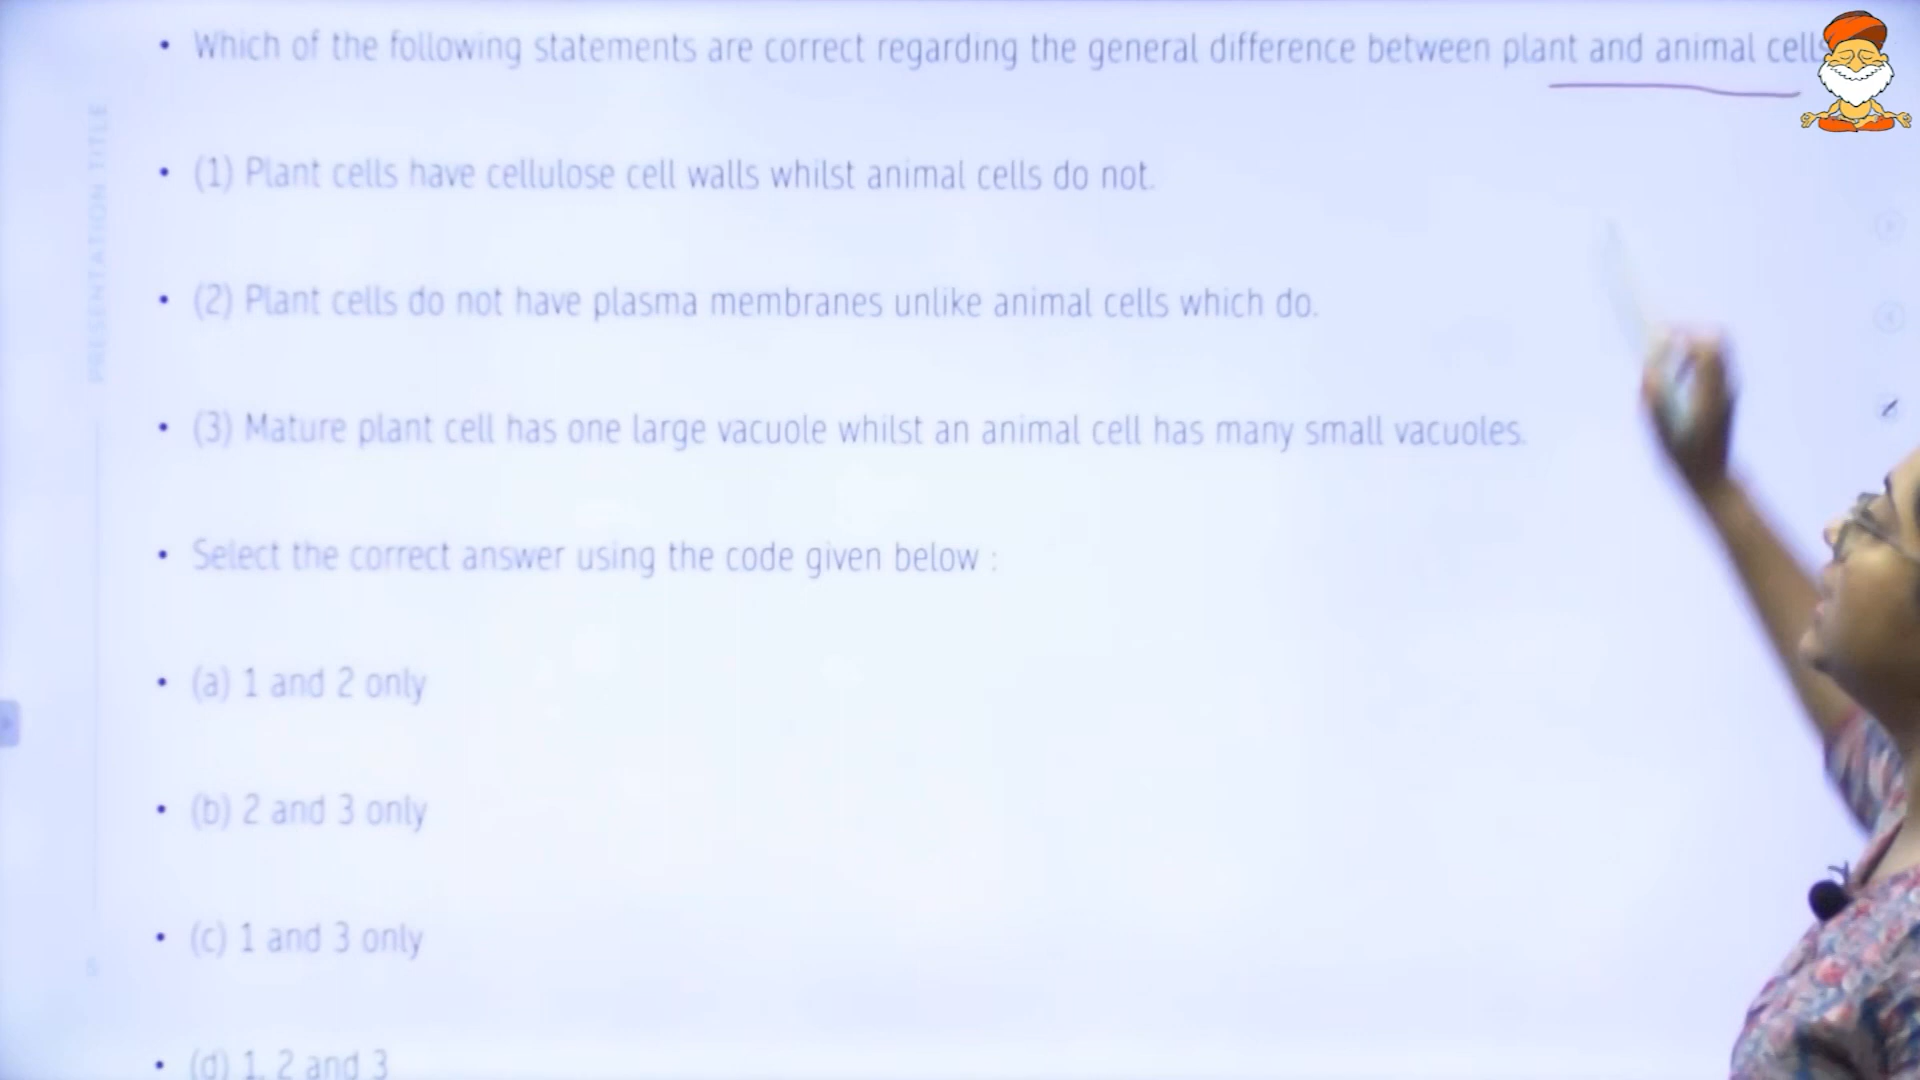 • Which of the following statements are correct regarding the general difference between plant and animal cells
• (1) Plant cells have cellulose cell walls whilst animal cells do not.
• (2) Plant cells do not have plasma membranes unlike animal cells which do.
• (3) Mature plant cell has one large vacuole whilst an animal cell has many small vacuoles.
• Select the correct answer using the code given below :
• (a) 1 and 2 only
• (b) 2 and 3 only
• (c) 1 and 3 only
• (d) 1, 2 and 3
PRESENTATION TITLE